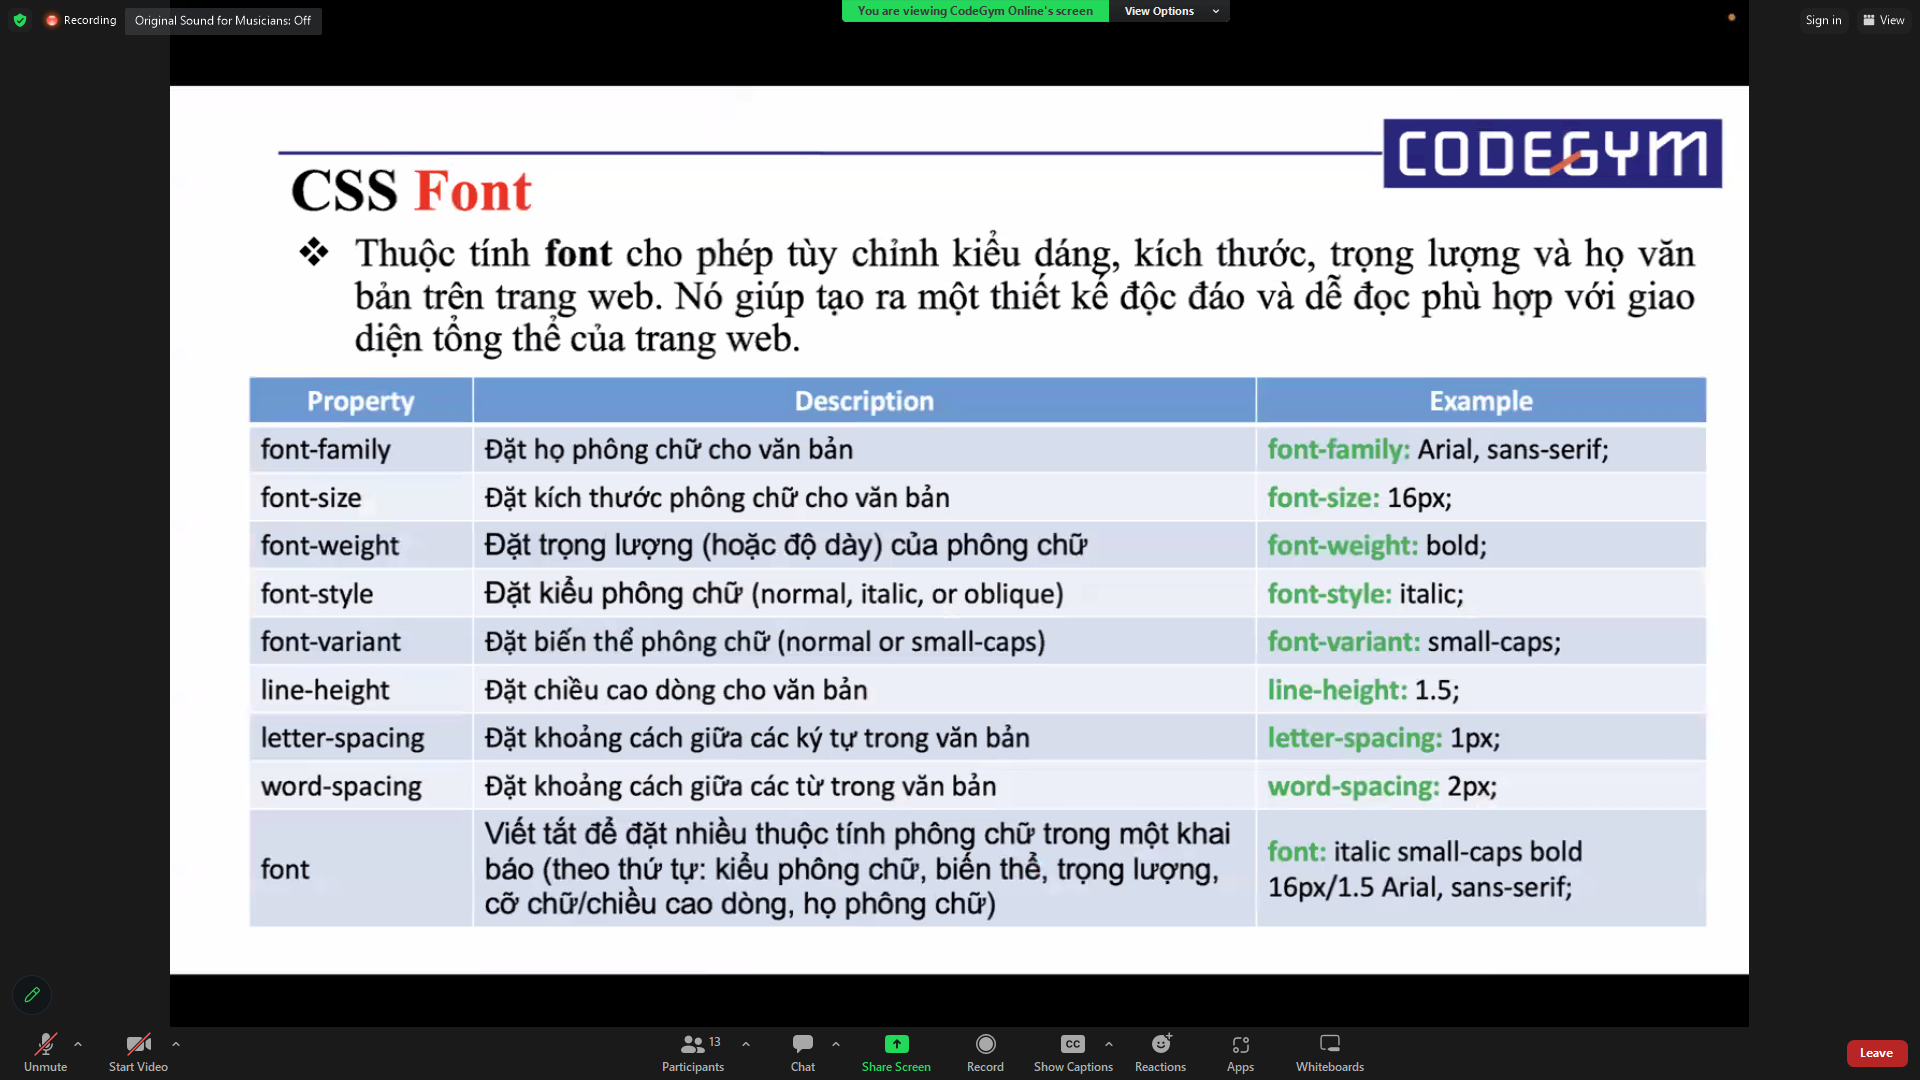 Recording
Original Sound for Musicians: Off
You are viewing CodeGym Online's screen
View Options
Sign in
View
CODEGYM
CSS Font
❖ Thuộc tính font cho phép tùy chỉnh kiểu dáng, kích thước, trọng lượng và họ văn
bản trên trang web. Nó giúp tạo ra một thiết kế độc đáo và dễ đọc phù hợp với giao
diện tổng thể của trang web.
Property Description Example
font-family Đặt họ phông chữ cho văn bản font-family: Arial, sans-serif;
font-size Đặt kích thước phông chữ cho văn bản font-size: 16px;
font-weight Đặt trọng lượng (hoặc độ dày) của phông chữ font-weight: bold;
font-style Đặt kiểu phông chữ (normal, italic, or oblique) font-style: italic;
font-variant Đặt biến thể phông chữ (normal or small-caps) font-variant: small-caps;
line-height Đặt chiều cao dòng cho văn bản line-height: 1.5;
letter-spacing Đặt khoảng cách giữa các ký tự trong văn bản letter-spacing: 1px;
word-spacing Đặt khoảng cách giữa các từ trong văn bản word-spacing: 2px;
font
Viết tắt để đặt nhiều thuộc tính phông chữ trong một khai
báo (theo thứ tự: kiểu phông chữ, biến thể, trọng lượng,
cỡ chữ/chiều cao dòng, họ phông chữ)
font: italic small-caps bold
16px/1.5 Arial, sans-serif;
Unmute
Start Video
13
Participants
Chat
Share Screen
Record
CC
Show Captions
Reactions
Apps
Whiteboards
Leave